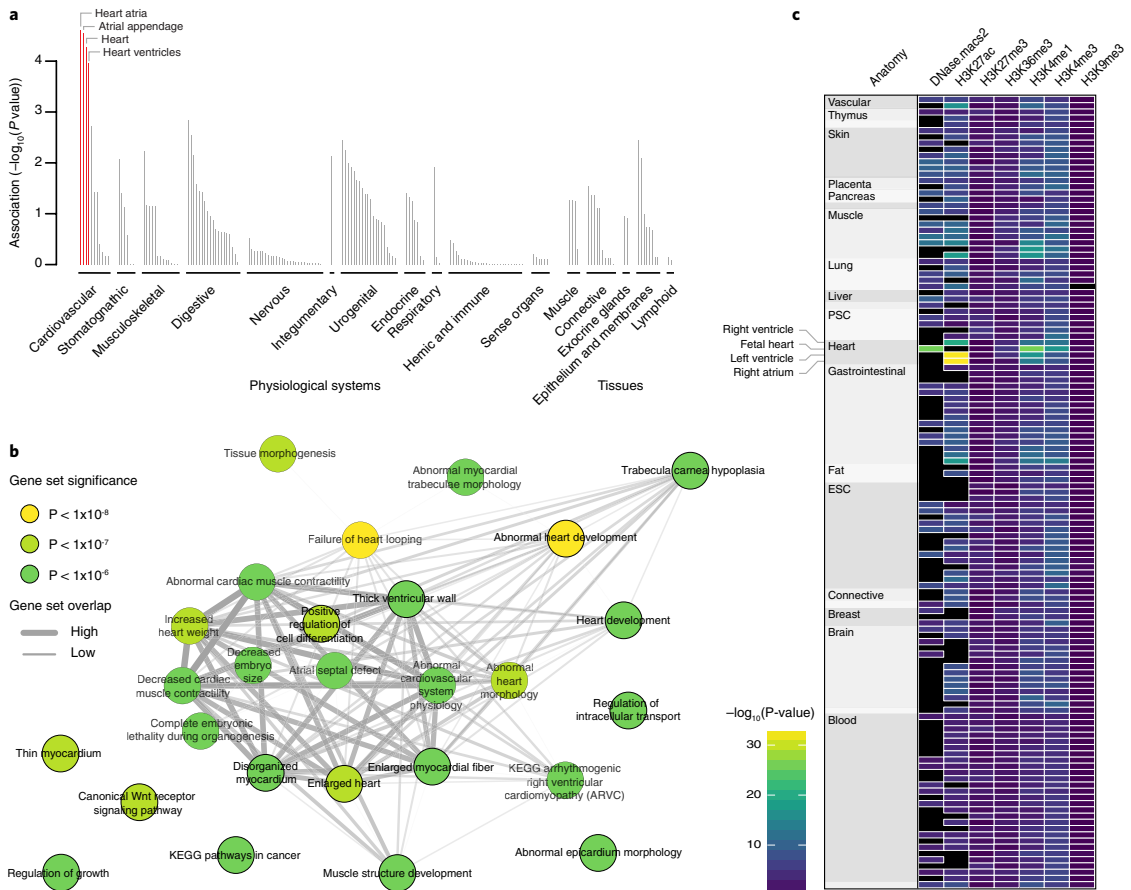 a
Heart atria
Atrial appendage
Heart
Heart ventricles
Association (−log10(P value))
4
3
2
1
0
Cardiovascular
Stomatognathic
Musculoskeletal
Digestive
Nervous
Integumentary
Urogenital
Endocrine
Respiratory
Hemic and immune
Sense organs
Muscle
Connective
Exocrine glands
Epithelium and membranes
Lymphoid
Physiological systems
Tissues
b
Gene set significance
P < 1x10-8
P < 1x10-7
P < 1x10-6
Gene set overlap
High
Low
Tissue morphogenesis
Abnormal myocardial
trabeculae morphology
Trabecula carnea hypoplasia
Failure of heart looping
Abnormal heart development
Abnormal cardiac muscle contractility
Thick ventricular wall
Increased
heart weight
Positive
regulation of
cell differentiation
Heart development
Decreased
embryo
size
Atrial septal defect
Abnormal
cardiovascular
system
physiology
Abnormal
heart
morphology
Decreased cardiac
muscle contractility
Regulation of
intracellular transport
Complete embryonic
lethality during organogenesis
Thin myocardium
Disorganized
myocardium
Enlarged heart
Enlarged myocardial fiber
KEGG arrhythmogenic
right ventricular
cardiomyopathy (ARVC)
Canonical Wnt receptor
signaling pathway
KEGG pathways in cancer
Abnormal epicardium morphology
Regulation of growth
Muscle structure development
−log10(P-value)
30
20
10
c
Anatomy
DNase.macs2
H3K27ac
H3K27me3
H3K36me3
H3K4me1
H3K4me3
H3K9me3
Vascular
Thymus
Skin
Placenta
Pancreas
Muscle
Lung
Liver
PSC
Right ventricle
Fetal heart
Left ventricle
Right atrium
Heart
Gastrointestinal
Fat
ESC
Connective
Breast
Brain
Blood